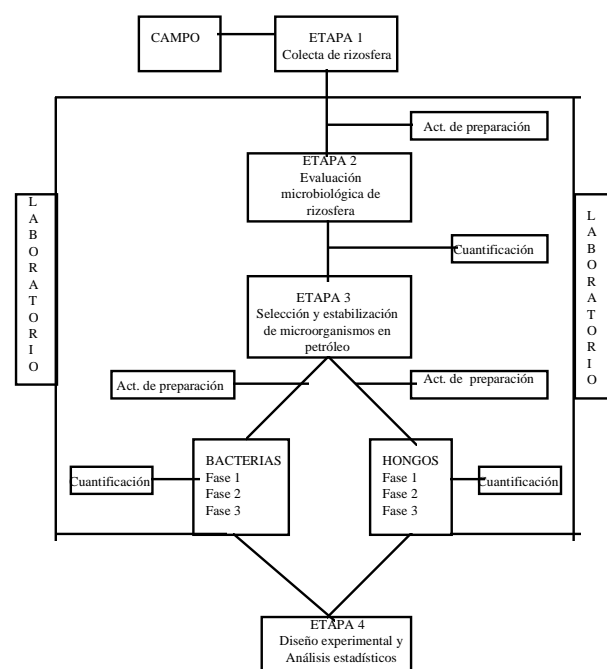 CAMPO
ETAPA 1
Colecta de rizosfera
Act. de preparación
ETAPA 2
Evaluación
microbiológica de
rizosfera
L
A
B
O
R
A
T
O
R
I
O
L
A
B
O
R
A
T
O
R
I
O
Cuantificación
ETAPA 3
Selección y estabilización
de microorganismos en
petróleo
Act. de preparación
Act. de preparación
BACTERIAS
Fase 1
Fase 2
Fase 3
HONGOS
Fase 1
Fase 2
Fase 3
Cuantificación
Cuantificación
ETAPA 4
Diseño experimental y
Análisis estadísticos